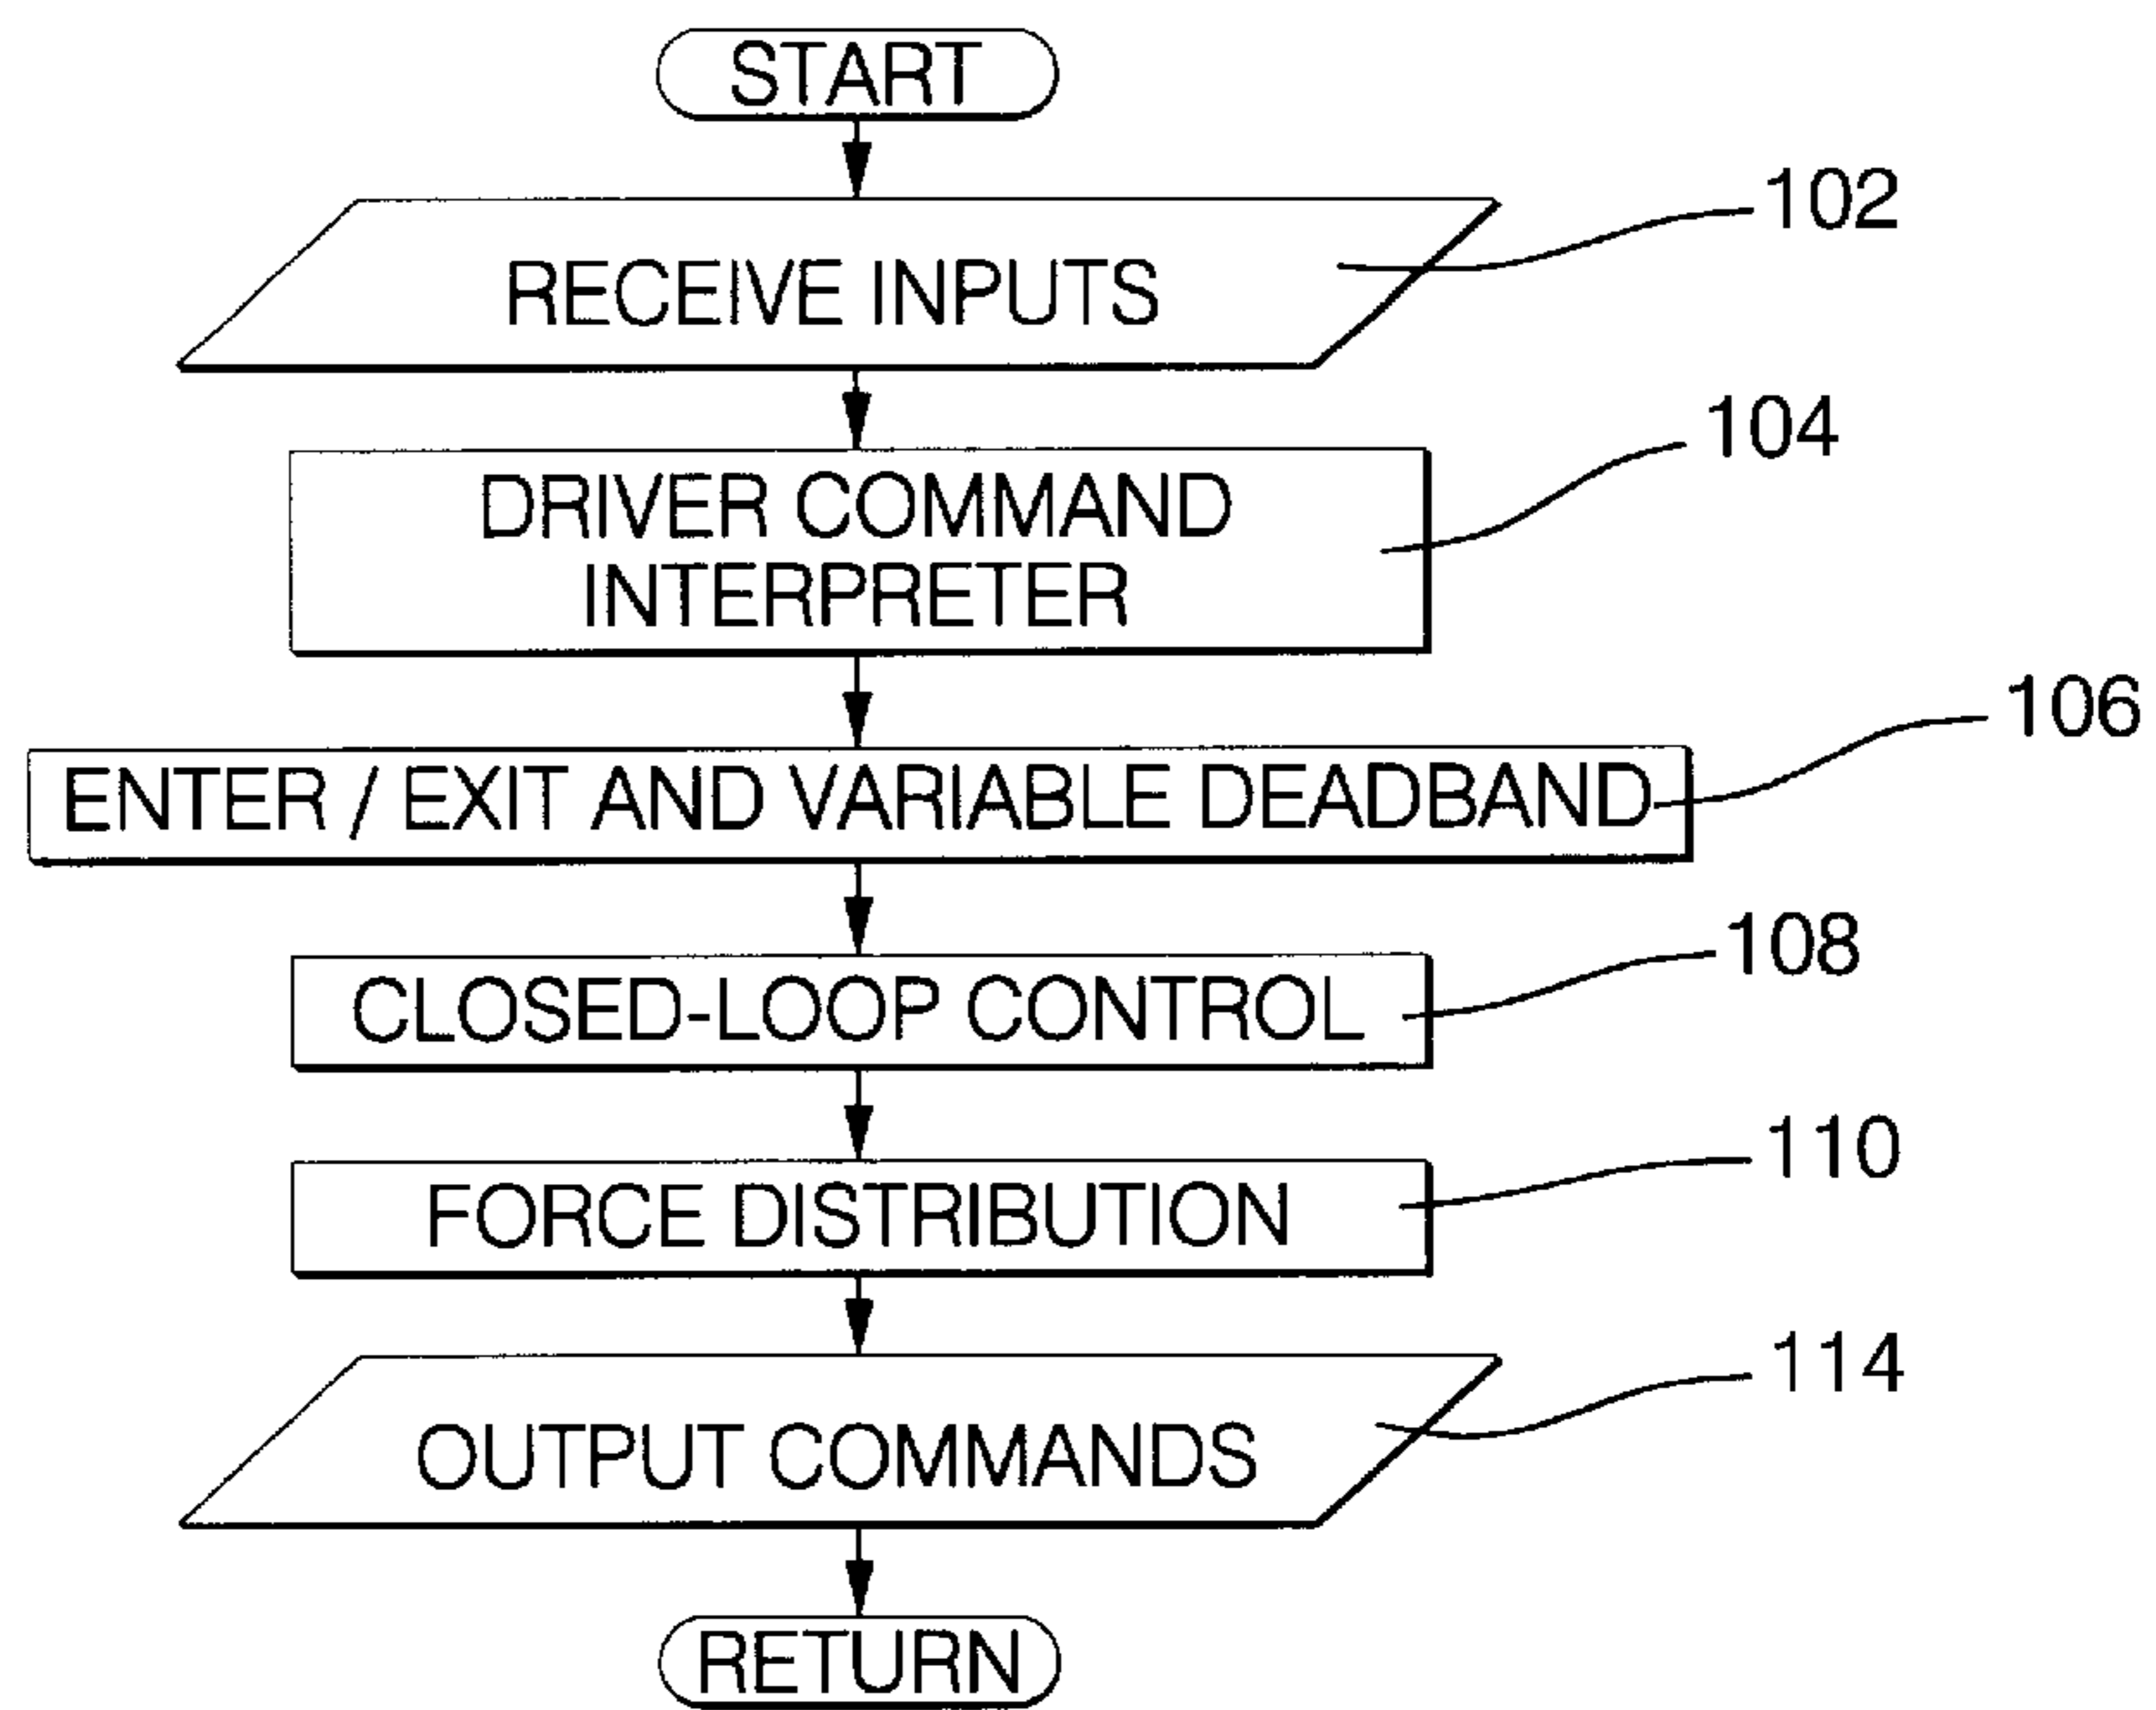 START
RECEIVE INPUTS
102
DRIVER COMMAND
INTERPRETER
104
ENTER / EXIT AND VARIABLE DEADBAND
106
CLOSED-LOOP CONTROL
108
FORCE DISTRIBUTION
110
OUTPUT COMMANDS
114
RETURN